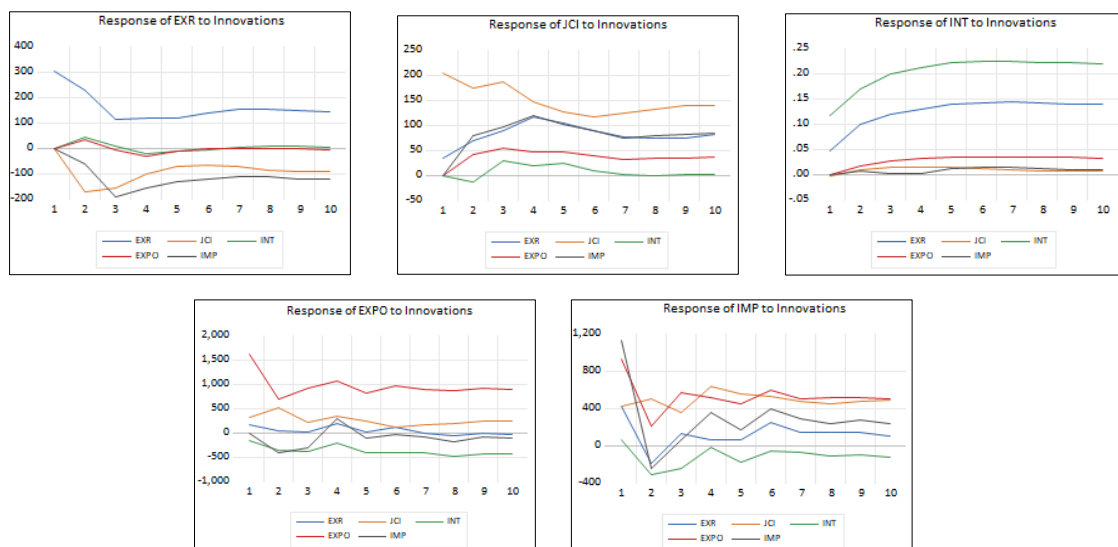 Response of EXR to Innovations
400
300
200
100
0
-100
-200
1 2 3 4 5 6 7 8 9 10
EXR JCI INT
EXPO IMP
Response of JCI to Innovations
250
200
150
100
50
0
50
1 2 3 4 5 6 7 8 9 10
EXR JCI INT
EXPO IMP
Response of INT to Innovations
.25
.20
.15
.10
.05
.00
-.05
1 2 3 4 5 6 7 8 9 10
EXR JCI INT
EXPO IMP
Response of EXPO to Innovations
2,000
1,500
1,000
500
0
-500
-1,000
1 2 3 4 5 6 7 8 9 10
EXR JCI INT
EXPO IMP
Response of IMP to Innovations
1,200
800
400
0
-400
1 2 3 4 5 6 7 8 9 10
EXR JCI INT
EXPO IMP